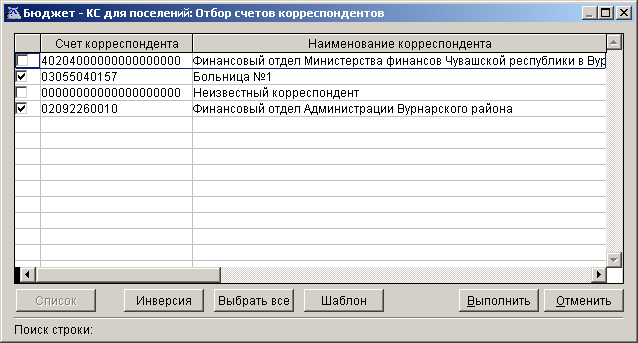 Бюджет - КС для поселений: Отбор счетов корреспондентов
Счет корреспондента Наименование корреспондента
40204000000000000000 Финансовый отдел Министерства финансов Чувашской республики в Вур
03055040157 Больница №1
00000000000000000000 Неизвестный корреспондент
02092260010 Финансовый отдел Администрации Вурнарского района
Список Инверсия Выбрать все Шаблон Выполнить Отменить
Поиск строки: